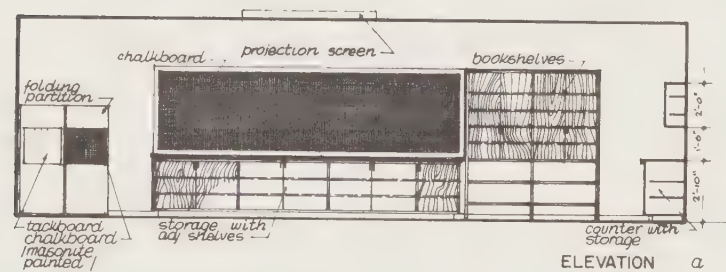 projection screen
chalkboard
bookshelves
folding
partition
2'-0"
1'-6"
2'-10"
tackboard
chalkboard
/masonite
painted/
storage with
adj shelves
counter with
storage
ELEVATION a